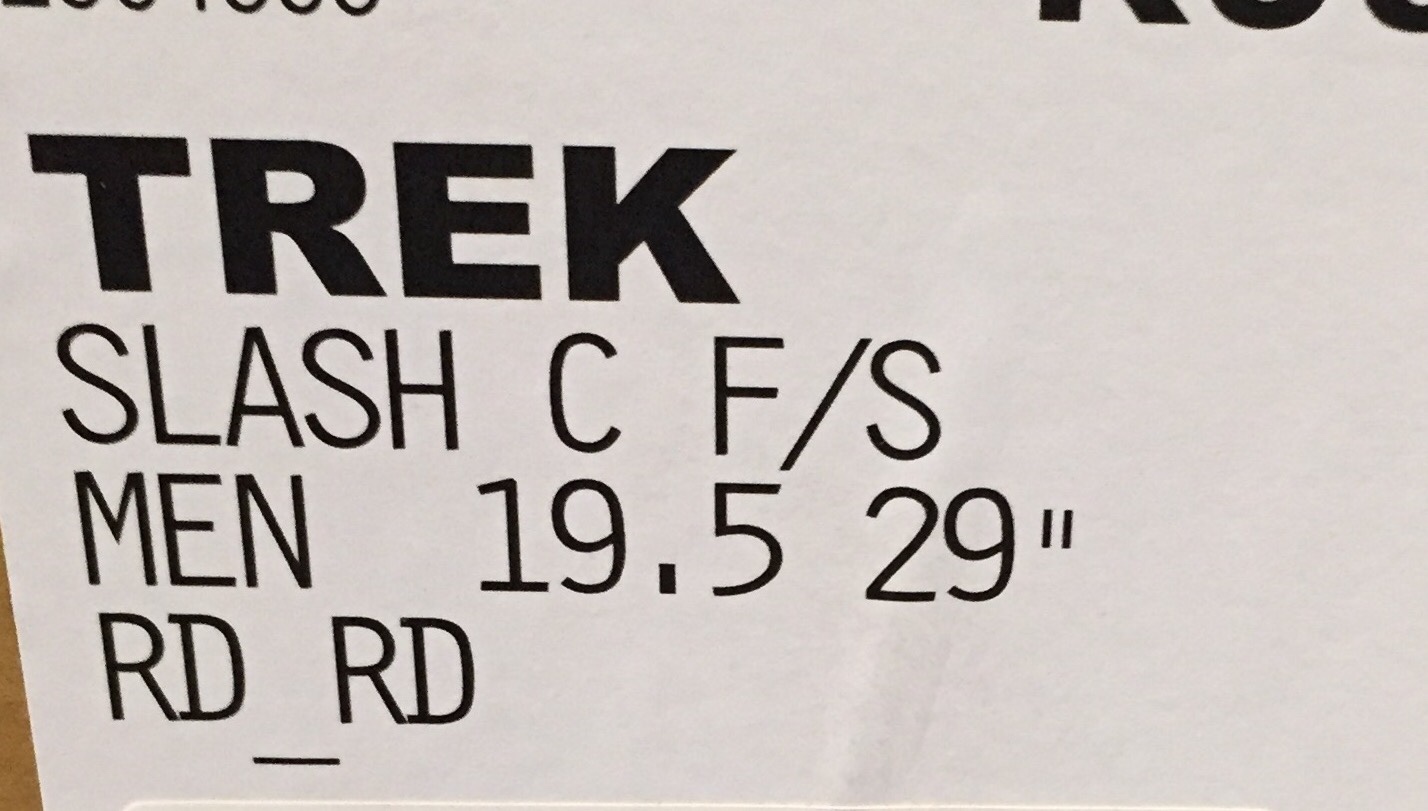 TREK
SLASH C F/S
MEN 19.5 29"
RD_RD